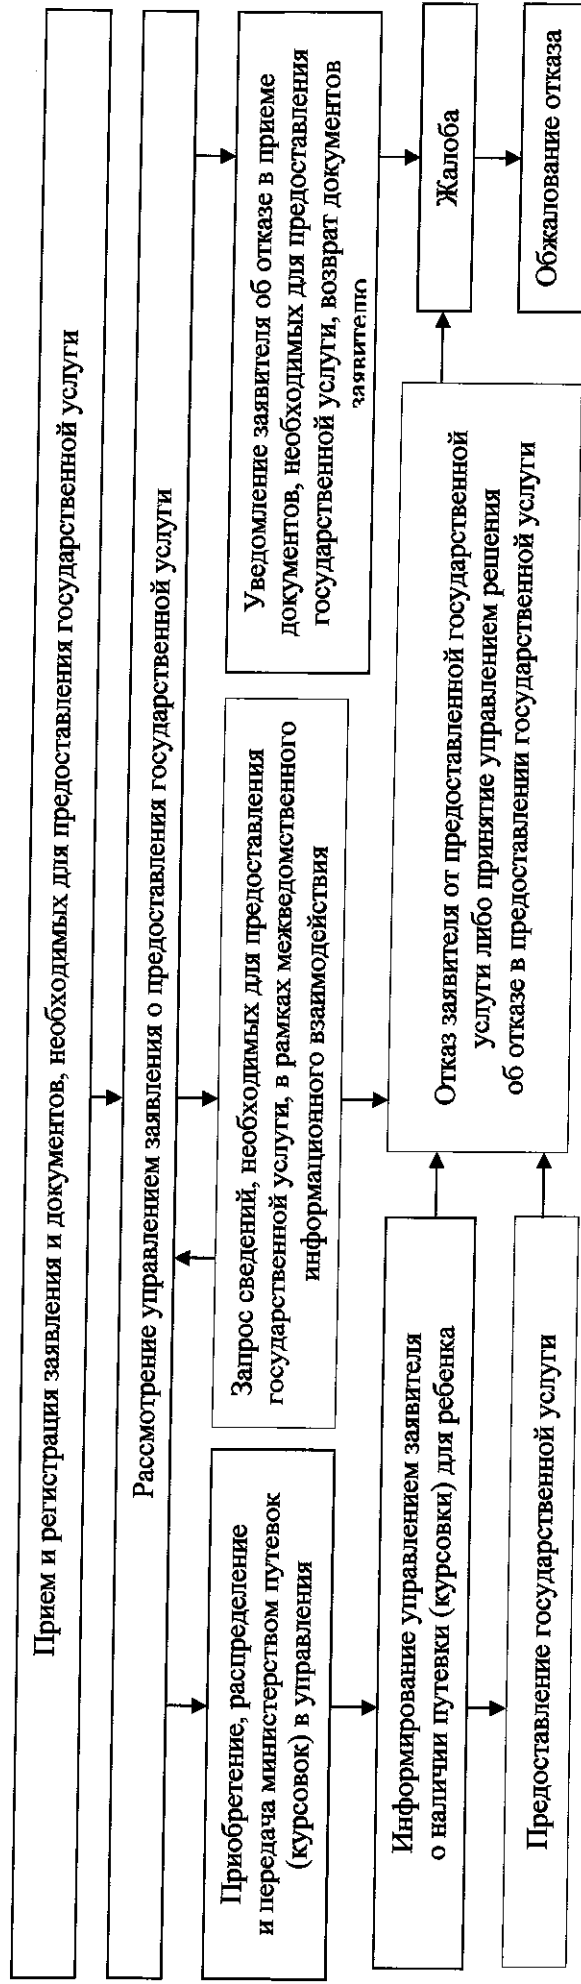 Прием и регистрация заявления и документов, необходимых для предоставления государственной услуги
Рассмотрение управлением заявления о предоставления государственной услуги
Приобретение, распределение
и передача министерством путевок
(курсовок) в управления
Запрос сведений, необходимых для предоставления
государственной услуги, в рамках межведомственного
информационного взаимодействия
Уведомление заявителя об отказе в приеме
документов, необходимых для предоставления
государственной услуги, возврат документов
заявителю
Информирование управлением заявителя
о наличии путевки (курсовки) для ребенка
Отказ заявителя от предоставленной государственной
услуги либо принятие управлением решения
об отказе в предоставлении государственной услуги
Жалоба
Предоставление государственной услуги
Обжалование отказа